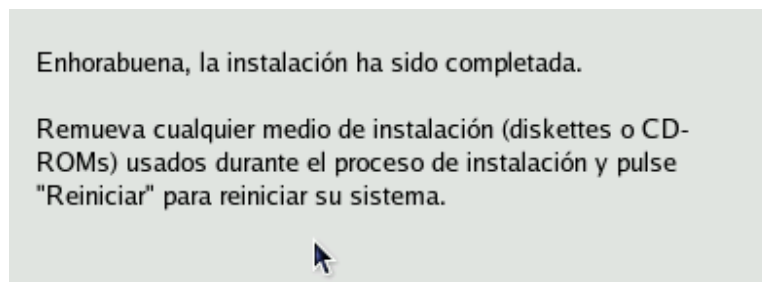 Enhorabuena, la instalación ha sido completada.
Remueva cualquier medio de instalación (diskettes o CD-
ROMs) usados durante el proceso de instalación y pulse
"Reiniciar" para reiniciar su sistema.